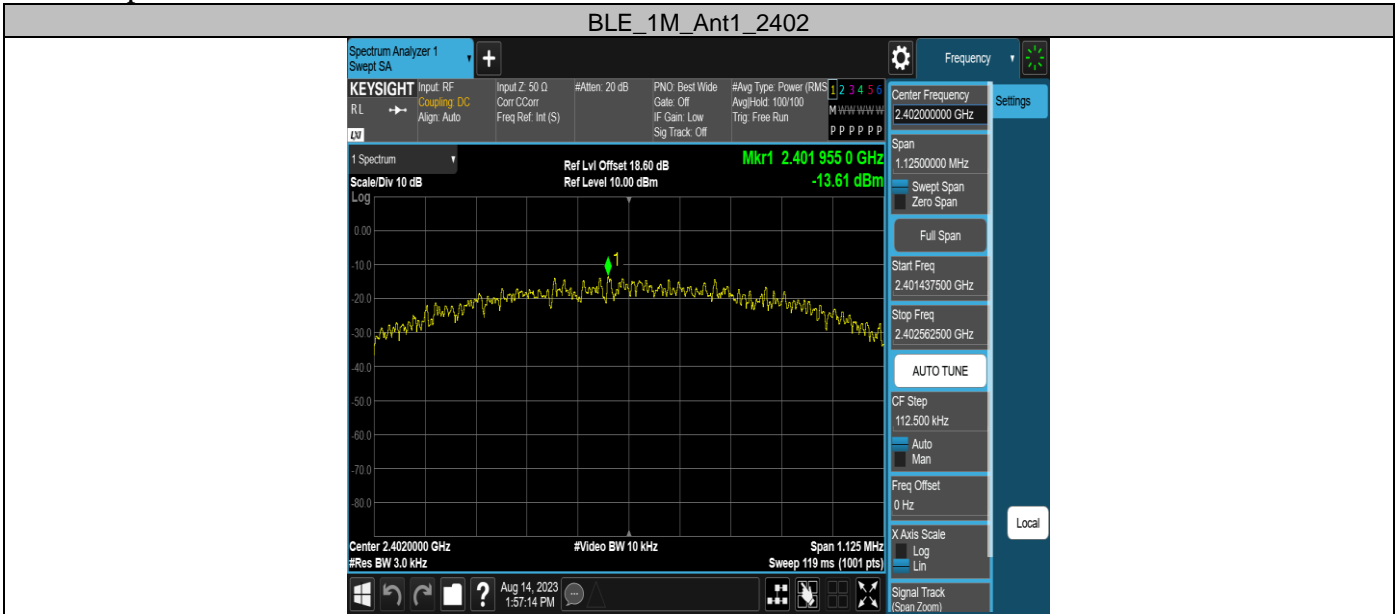 BLE_1M_Ant1_2402
Spectrum Analyzer 1
Swept SA
+
Frequency
KEYSIGHT
RL
LXI
Input: RF
Coupling: DC
Align: Auto
Input Z: 50 Ω
Corr CCorr
Freq Ref: Int (S)
#Atten: 20 dB
PNO: Best Wide
Gate: Off
IF Gain: Low
Sig Track: Off
#Avg Type: Power (RMS
Avg|Hold: 100/100
Trig: Free Run
1 2 3 4 5 6
M W W W W W
P P P P P P
1 Spectrum
Scale/Div 10 dB
Ref Lvl Offset 18.60 dB
Ref Level 10.00 dBm
Mkr1 2.401 955 0 GHz
-13.61 dBm
Log
0.00
-10.0
-20.0
-30.0
-40.0
-50.0
-60.0
-70.0
-80.0
1
Center 2.4020000 GHz
#Res BW 3.0 kHz
#Video BW 10 kHz
Span 1.125 MHz
Sweep 119 ms (1001 pts)
?
Aug 14, 2023
1:57:14 PM
Center Frequency
2.402000000 GHz
Span
1.12500000 MHz
Swept Span
Zero Span
Full Span
Start Freq
2.401437500 GHz
Stop Freq
2.402562500 GHz
AUTO TUNE
CF Step
112.500 kHz
Auto
Man
Freq Offset
0 Hz
X Axis Scale
Log
Lin
Signal Track
(Span Zoom)
Settings
Local